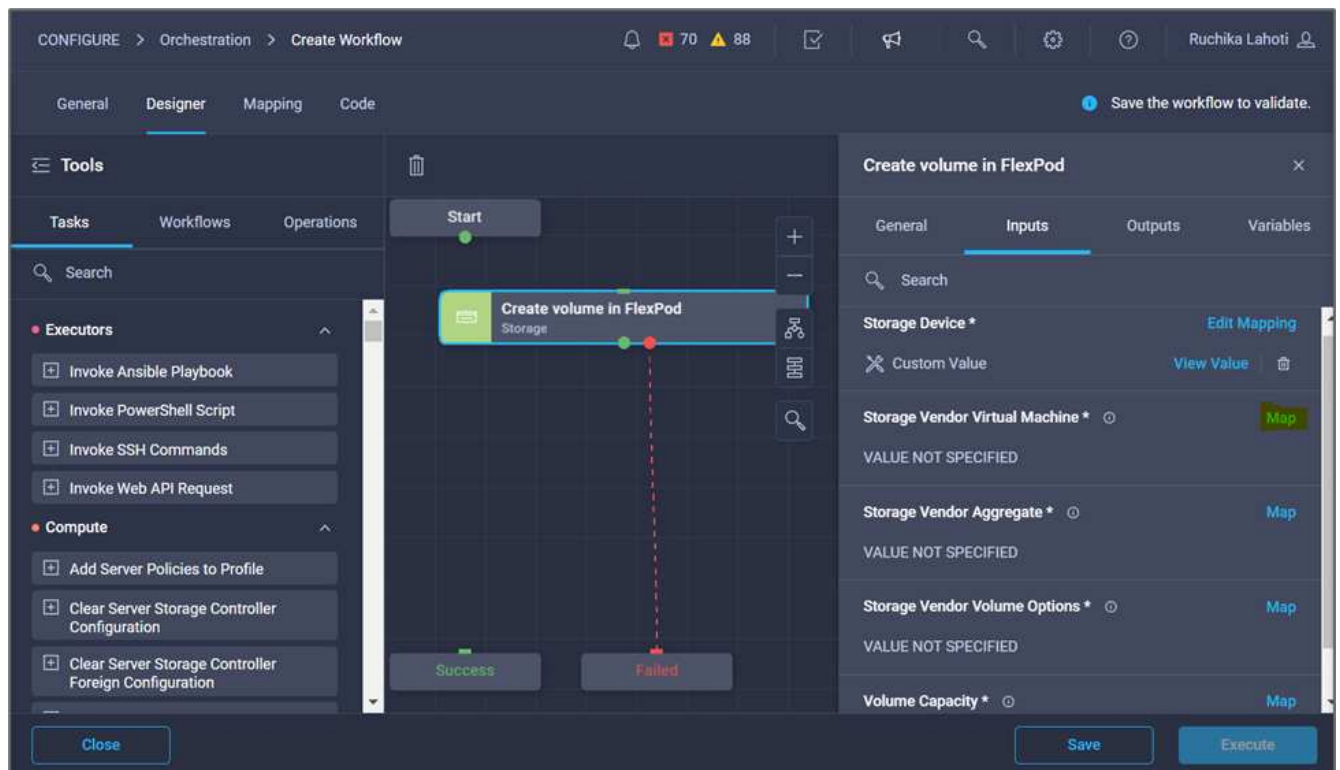 CONFIGURE > Orchestration > Create Workflow
70
88
Ruchika Lahoti
General
Designer
Mapping
Code
Save the workflow to validate.
Tools
Tasks
Workflows
Operations
Search
Executors
Invoke Ansible Playbook
Invoke PowerShell Script
Invoke SSH Commands
Invoke Web API Request
Compute
Add Server Policies to Profile
Clear Server Storage Controller
Configuration
Clear Server Storage Controller
Foreign Configuration
Start
Create volume in FlexPod
Storage
Success
Failed
Create volume in FlexPod
General
Inputs
Outputs
Variables
Search
Storage Device * Edit Mapping
Custom Value View Value
Storage Vendor Virtual Machine * Map
VALUE NOT SPECIFIED
Storage Vendor Aggregate * Map
VALUE NOT SPECIFIED
Storage Vendor Volume Options * Map
VALUE NOT SPECIFIED
Volume Capacity * Map
Close
Save
Execute